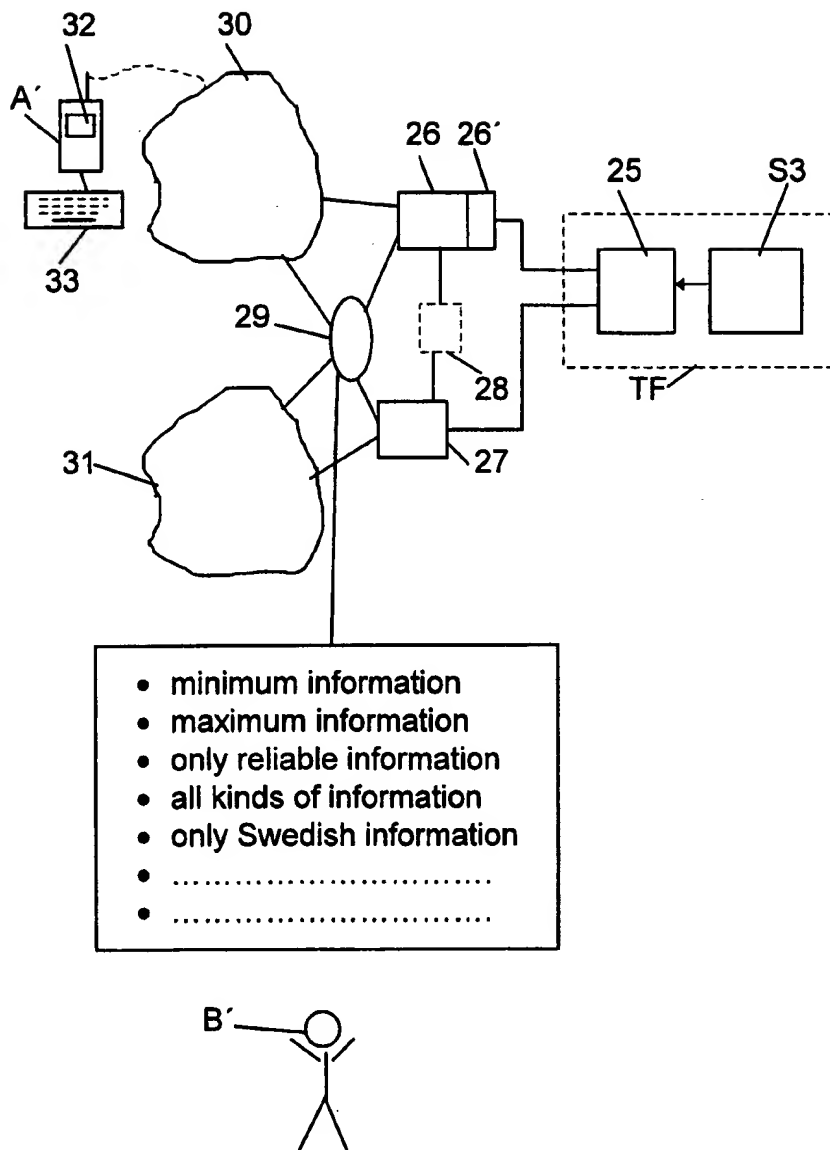 32
30
A´
26 26´
25
S3
33
29
28
TF
27
31
• minimum information
• maximum information
• only reliable information
• all kinds of information
• only Swedish information
• ................................
• ................................
B´